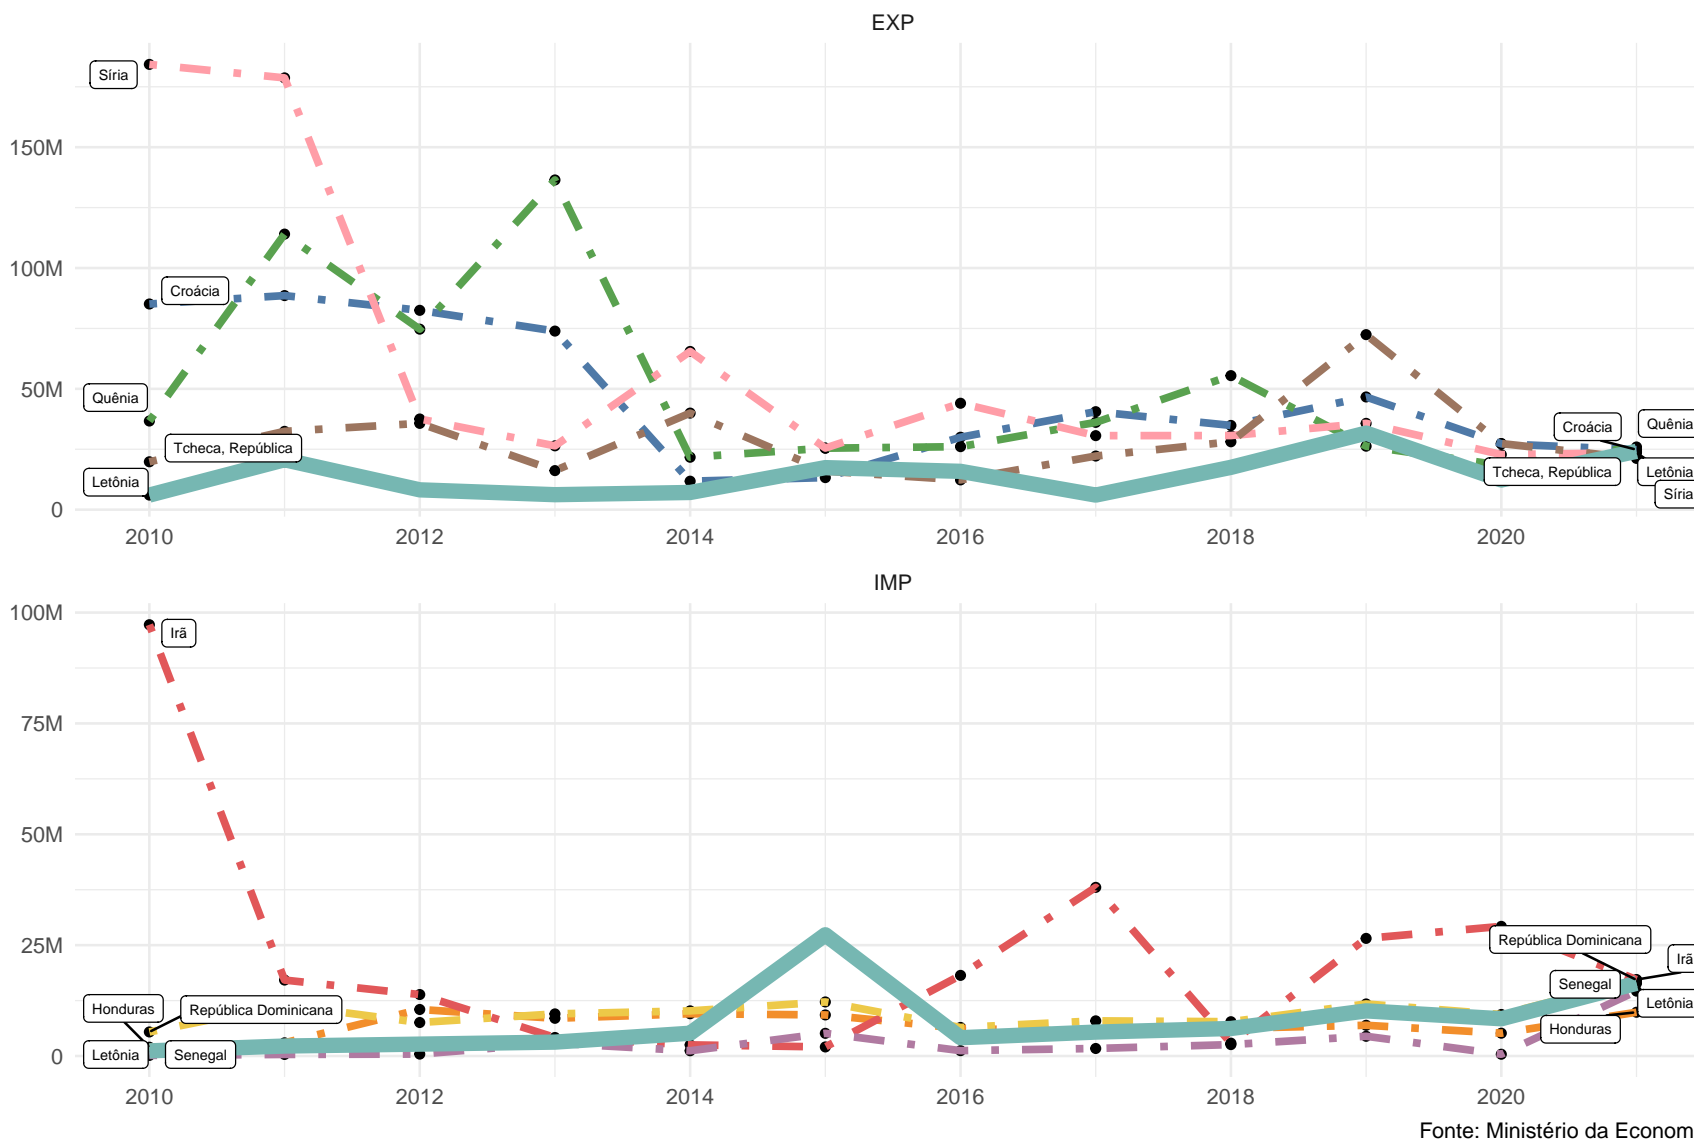 EXP
Síria
150M
100M
Croácia
50M
Quênia
Quênia
Croácia
Tcheca, República
Letônia
Tcheca, República
Letônia
Síria
0
2010
2012
2014
2016
2018
2020
IMP
100M
Irã
75M
50M
25M
República Dominicana
Irã
Senegal
Honduras
República Dominicana
Letônia
Honduras
Letônia
Senegal
0
2010
2012
2014
2016
2018
2020
Fonte: Ministério da Econom